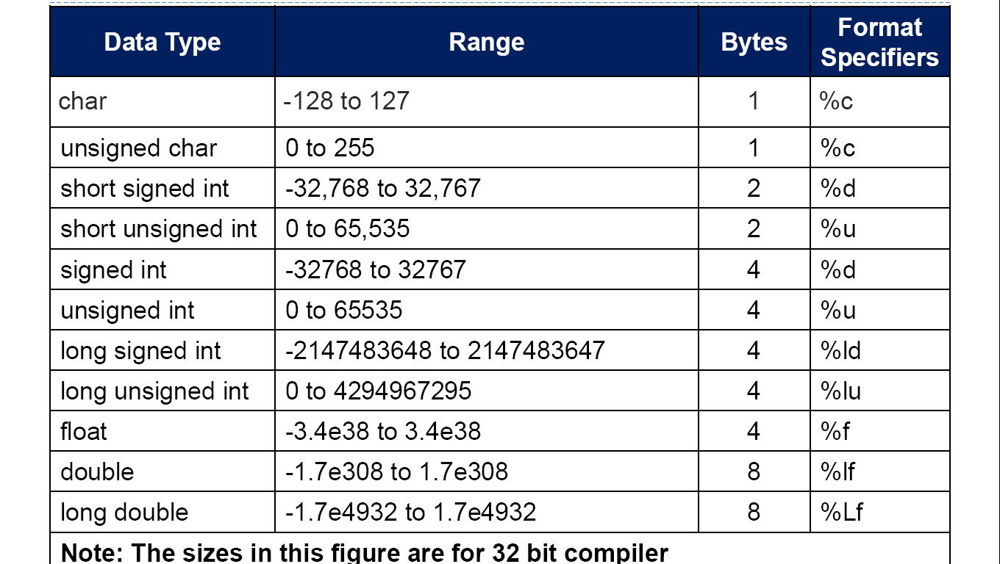 Data Type Range Bytes Format Specifiers
char -128 to 127 1 %c
unsigned char 0 to 255 1 %c
short signed int -32,768 to 32,767 2 %d
short unsigned int 0 to 65,535 2 %u
signed int -32768 to 32767 4 %d
unsigned int 0 to 65535 4 %u
long signed int -2147483648 to 2147483647 4 %ld
long unsigned int 0 to 4294967295 4 %lu
float -3.4e38 to 3.4e38 4 %f
double -1.7e308 to 1.7e308 8 %lf
long double -1.7e4932 to 1.7e4932 8 %Lf
Note: The sizes in this figure are for 32 bit compiler